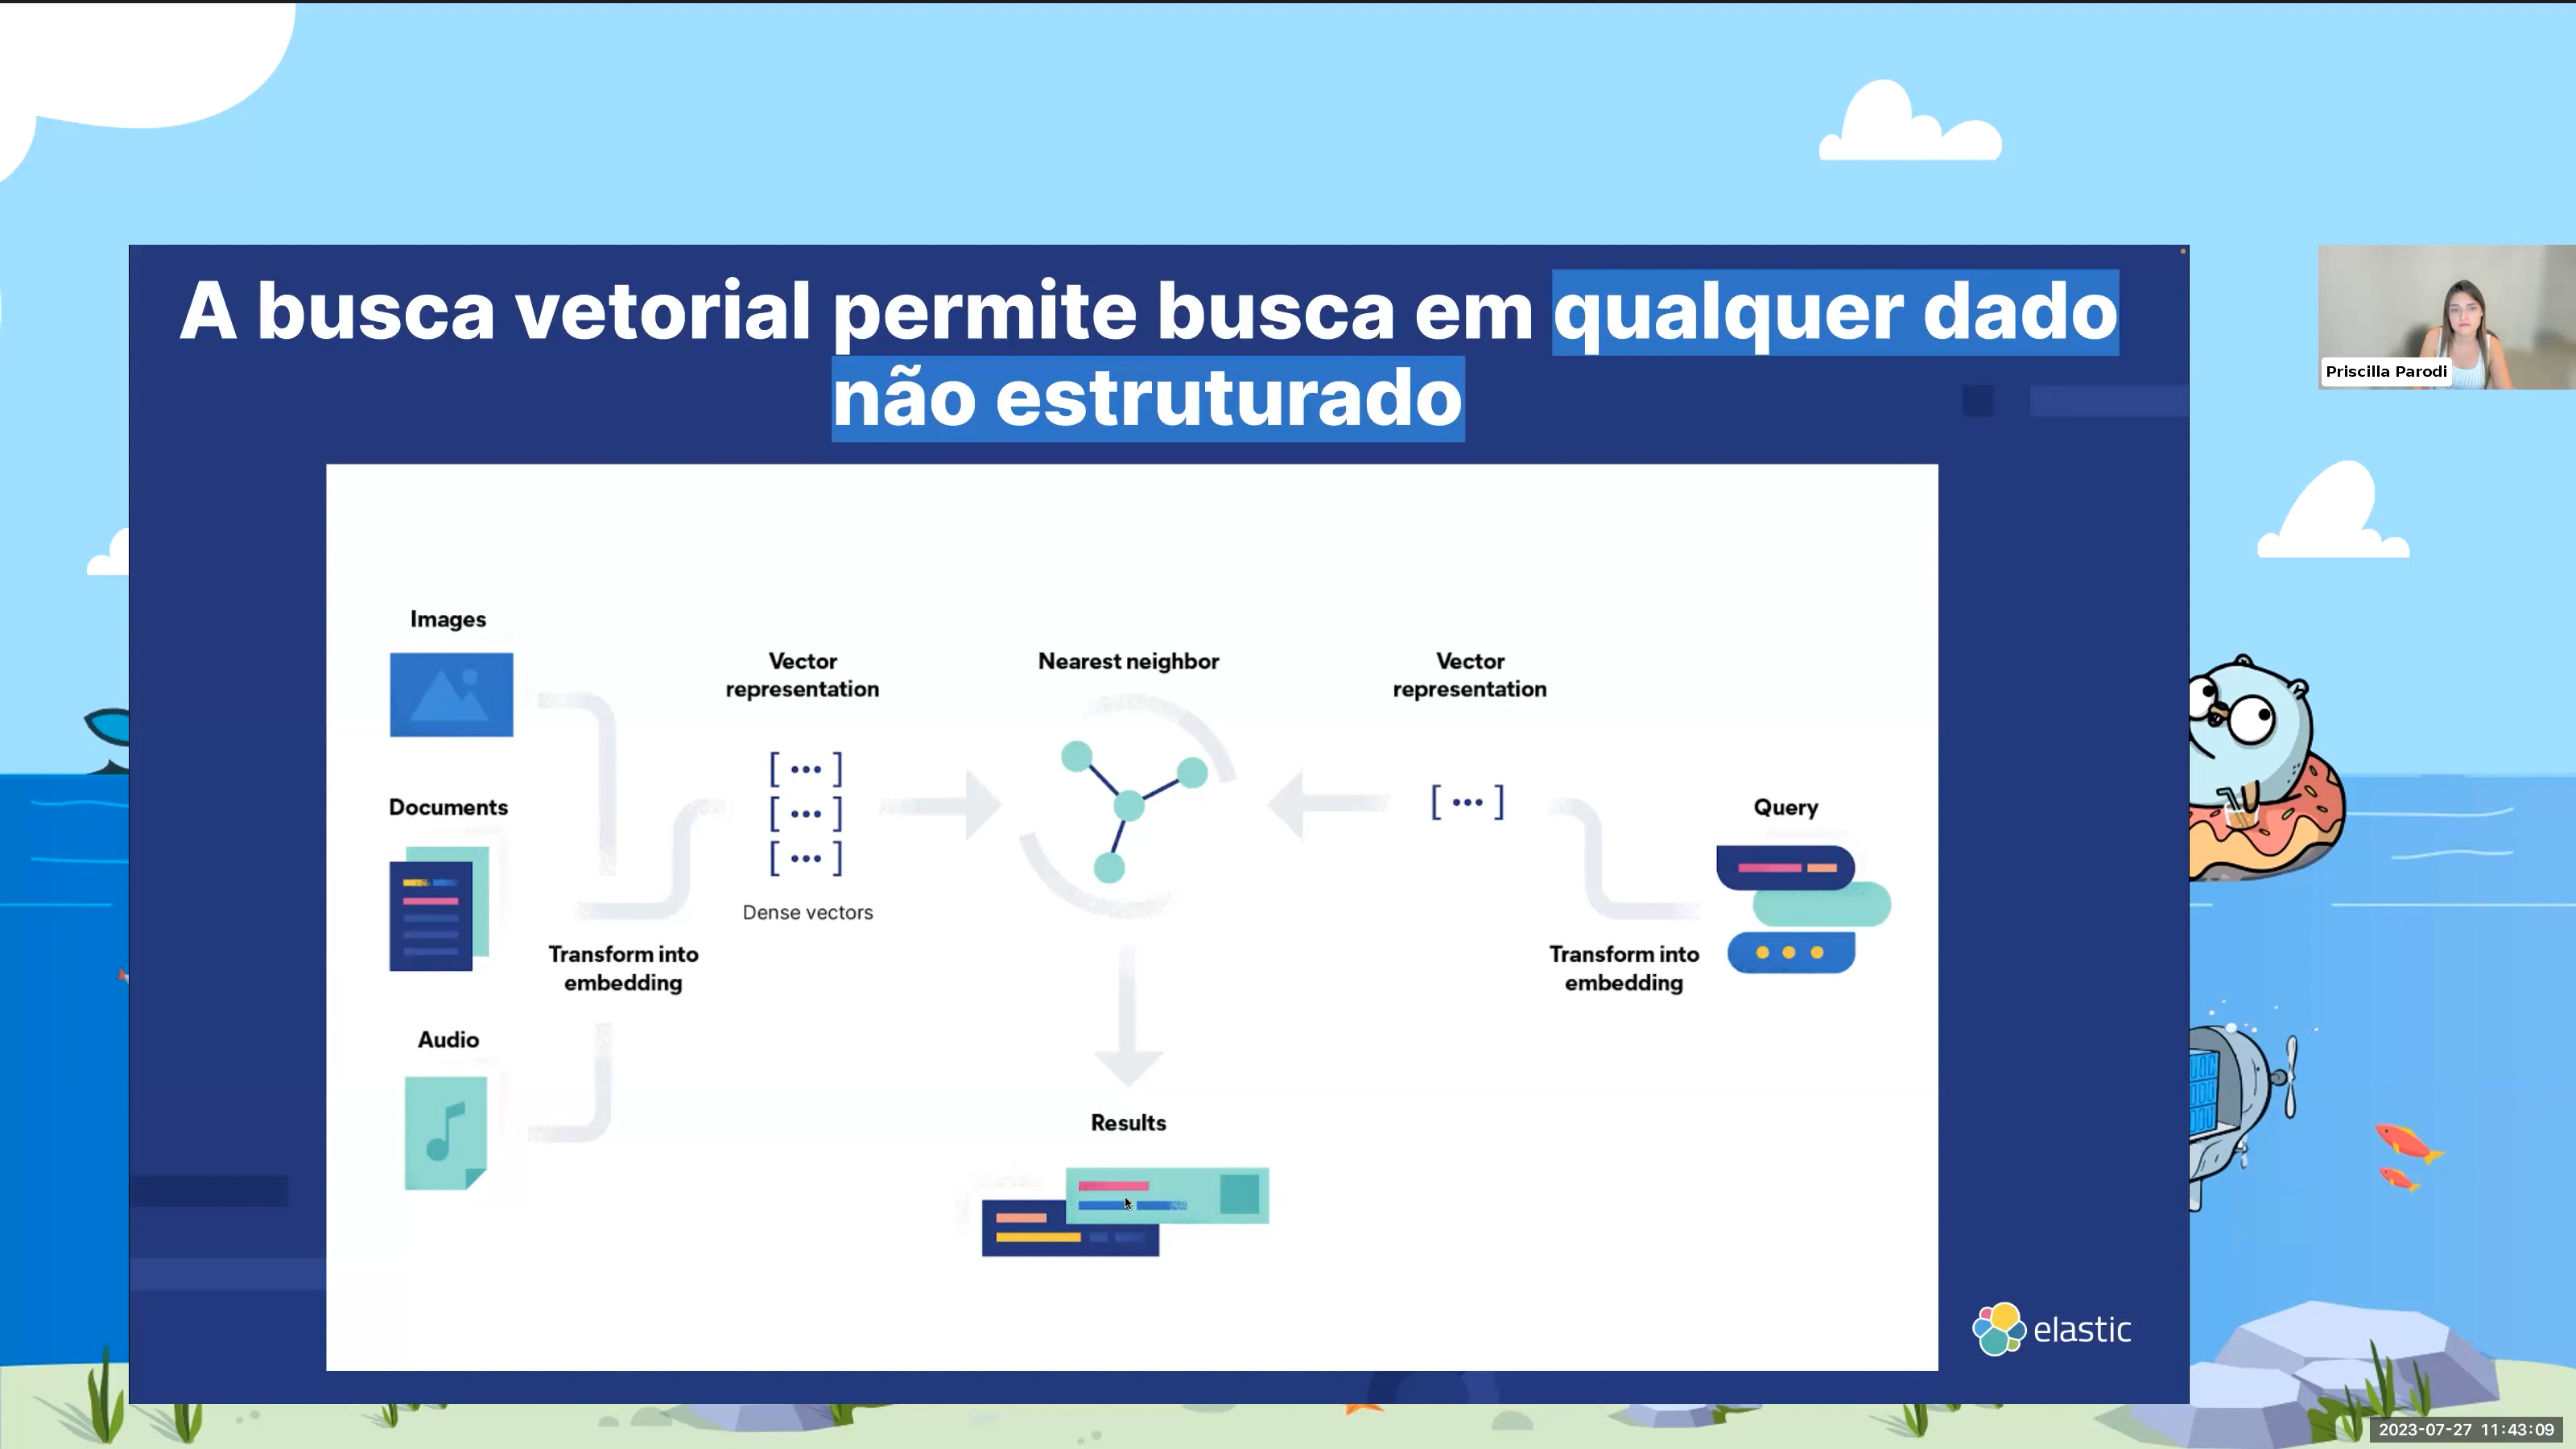 A busca vetorial permite busca em qualquer dado
não estruturado
Priscilla Parodi
Images
Documents
Audio
Transform into
embedding
Vector
representation
[ ••• ]
[ ••• ]
[ ••• ]
Dense vectors
Nearest neighbor
Vector
representation
[ ••• ]
Transform into
embedding
Query
Results
elastic
2023-07-27 11:43:09